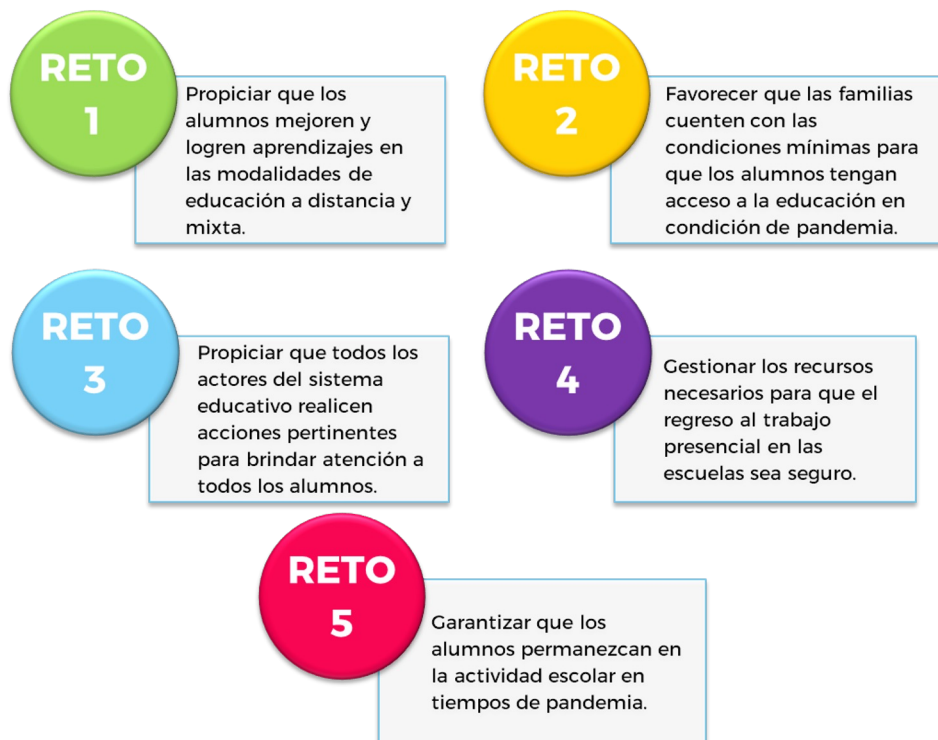 RETO
1
Propiciar que los
alumnos mejoren y
logren aprendizajes en
las modalidades de
educación a distancia y
mixta.
RETO
2
Favorecer que las familias
cuenten con las
condiciones mínimas para
que los alumnos tengan
acceso a la educación en
condición de pandemia.
RETO
3
Propiciar que todos los
actores del sistema
educativo realicen
acciones pertinentes
para brindar atención a
todos los alumnos.
RETO
4
Gestionar los recursos
necesarios para que el
regreso al trabajo
presencial en las
escuelas sea seguro.
RETO
5
Garantizar que los
alumnos permanezcan en
la actividad escolar en
tiempos de pandemia.